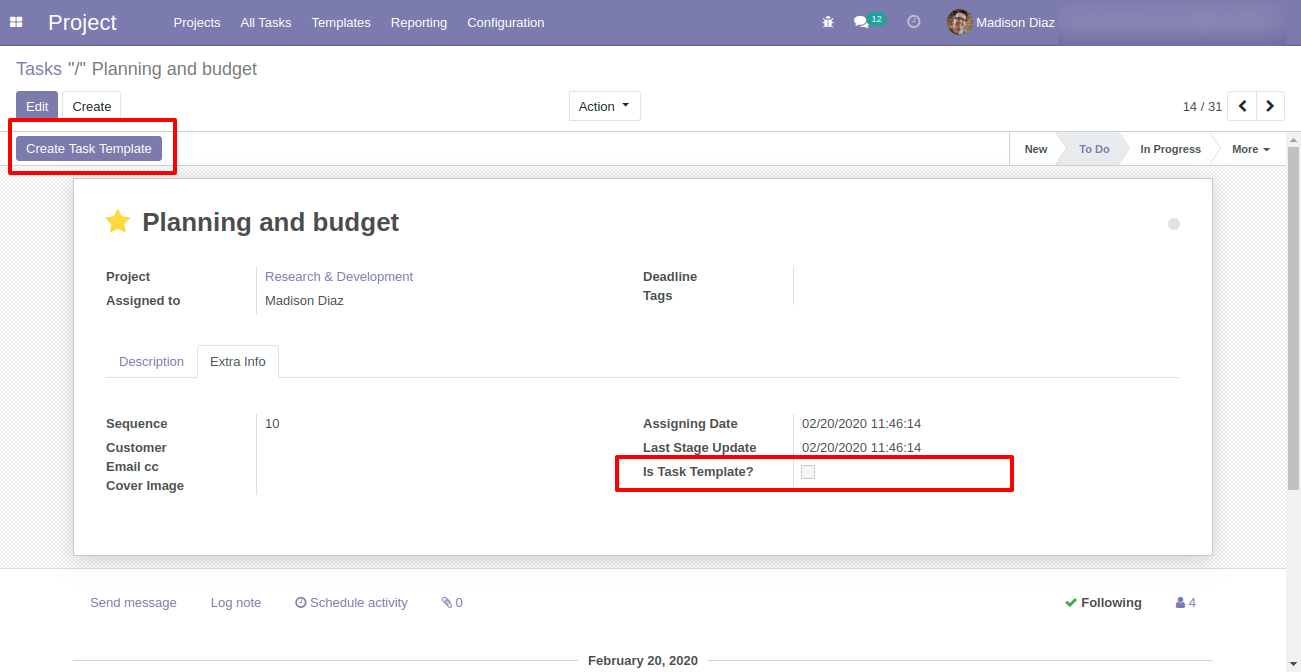 Project Projects All Tasks Templates Reporting Configuration 12 Madison Diaz
Tasks "/" Planning and budget
Edit Create Action 14 / 31
Create Task Template New To Do In Progress More
Planning and budget
Project Research & Development Deadline
Assigned to Madison Diaz Tags
Description Extra Info
Sequence 10 Assigning Date 02/20/2020 11:46:14
Customer Last Stage Update 02/20/2020 11:46:14
Email cc Is Task Template?
Cover Image
Send message Log note Schedule activity 0 Following 4
February 20, 2020